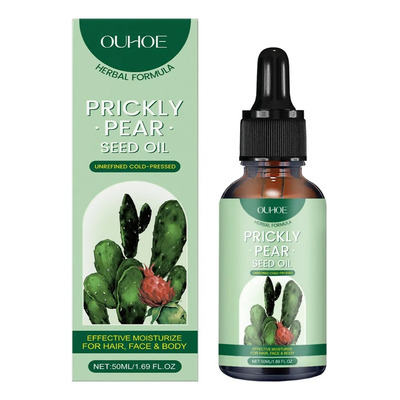 OUHOE
HERBAL FORMULA
PRICKLY
· PEAR ·
SEED OIL
UNREFINED COLD-PRESSED
EFFECTIVE MOISTURIZE
FOR HAIR, FACE & BODY
NET:50ML/1.69 FL.OZ
OUHOE
HERBAL FORMULA
PRICKLY
· PEAR ·
SEED OIL
UNREFINED COLD-PRESSED
EFFECTIVE MOISTURIZE
FOR HAIR, FACE & BODY
NET:50ML/1.69 FL.OZ